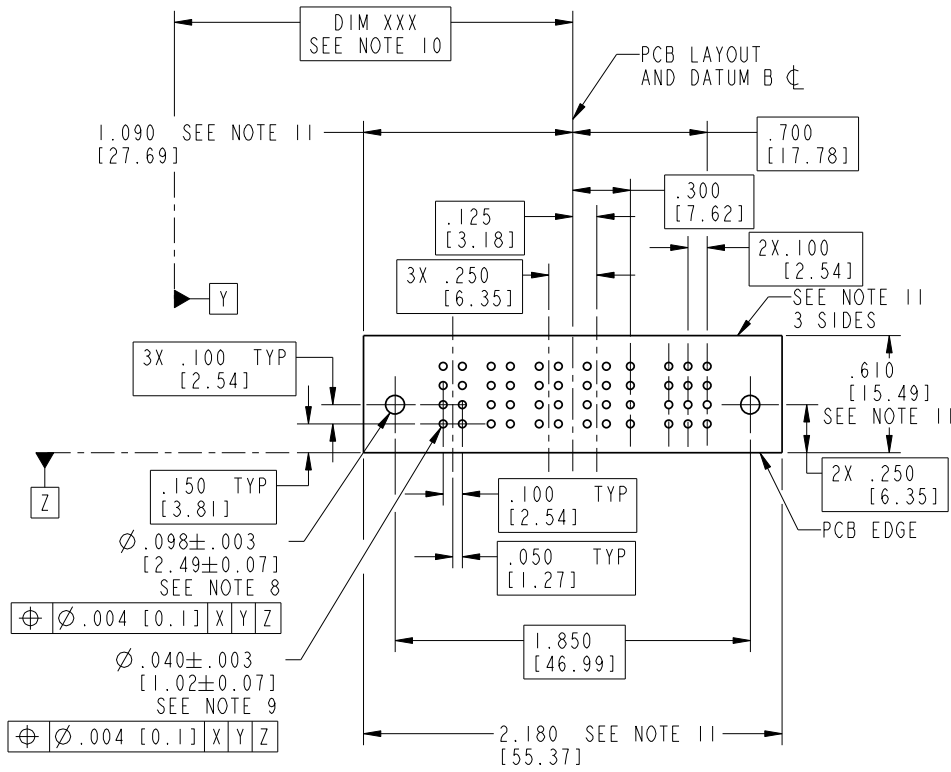 DIM XXX
SEE NOTE 10
PCB LAYOUT
AND DATUM B ℄
1.090 SEE NOTE 11
[27.69]
.700
[17.78]
.300
[7.62]
.125
[3.18]
2X .100
[2.54]
3X .250
[6.35]
Y
SEE NOTE 11
3 SIDES
3X .100 TYP
[2.54]
.610
[15.49]
SEE NOTE 11
Z
.150 TYP
[3.81]
.100 TYP
[2.54]
2X .250
[6.35]
PCB EDGE
Ø.098±.003
[2.49±0.07]
SEE NOTE 8
.050 TYP
[1.27]
⌖ Ø.004 [0.1] X Y Z
1.850
[46.99]
Ø.040±.003
[1.02±0.07]
SEE NOTE 9
⌖ Ø.004 [0.1] X Y Z
2.180 SEE NOTE 11
[55.37]